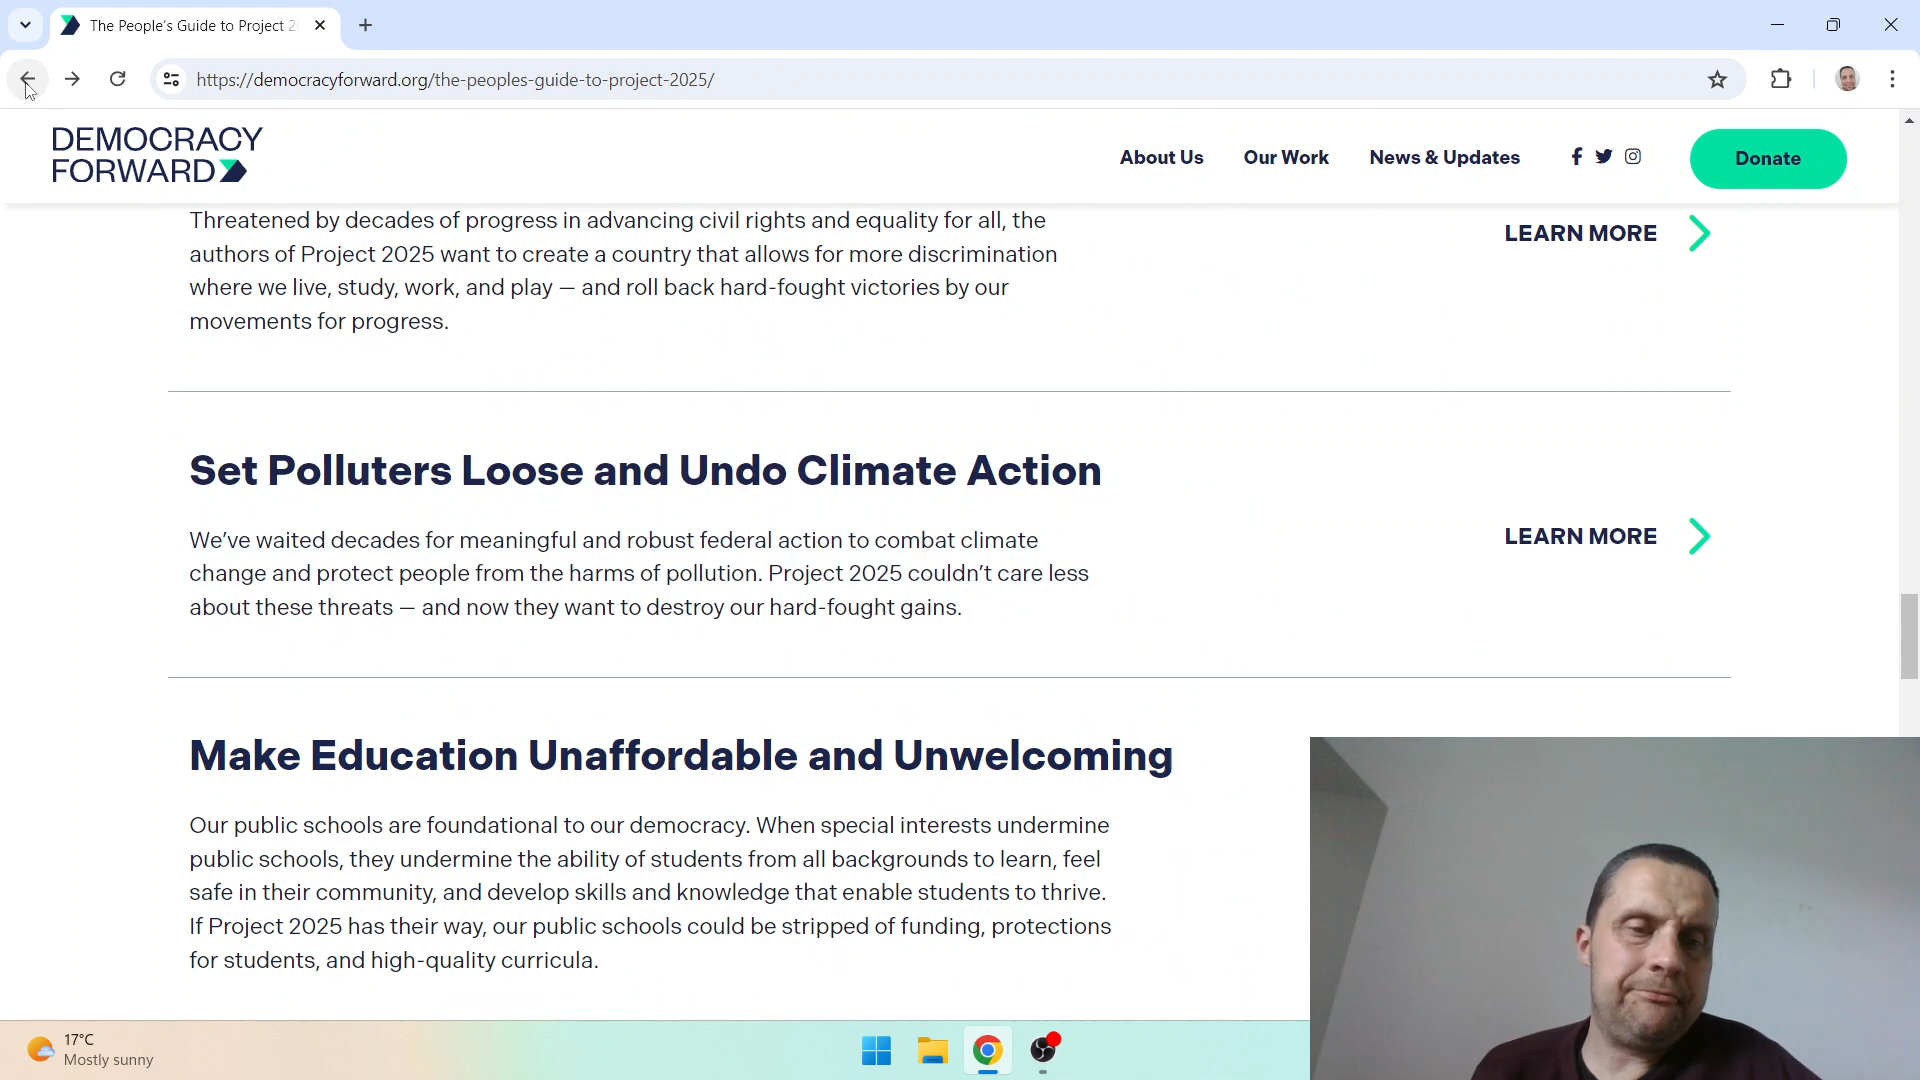 The People's Guide to Project 2
https://democracyforward.org/the-peoples-guide-to-project-2025/
DEMOCRACY
FORWARD
About Us
Our Work
News & Updates
Donate
Threatened by decades of progress in advancing civil rights and equality for all, the
authors of Project 2025 want to create a country that allows for more discrimination
where we live, study, work, and play — and roll back hard-fought victories by our
movements for progress.
LEARN MORE
Set Polluters Loose and Undo Climate Action
We've waited decades for meaningful and robust federal action to combat climate
change and protect people from the harms of pollution. Project 2025 couldn't care less
about these threats — and now they want to destroy our hard-fought gains.
LEARN MORE
Make Education Unaffordable and Unwelcoming
Our public schools are foundational to our democracy. When special interests undermine
public schools, they undermine the ability of students from all backgrounds to learn, feel
safe in their community, and develop skills and knowledge that enable students to thrive.
If Project 2025 has their way, our public schools could be stripped of funding, protections
for students, and high-quality curricula.
17°C
Mostly sunny